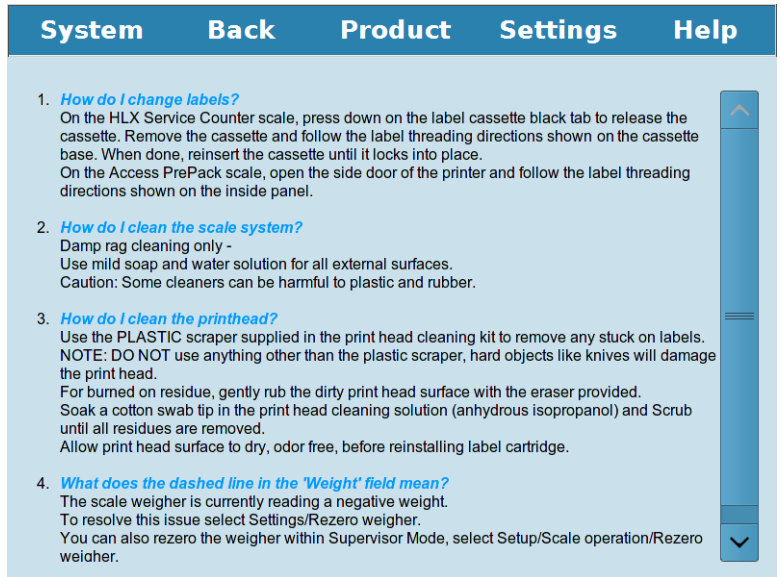 System Back Product Settings Help
1. How do I change labels?
On the HLX Service Counter scale, press down on the label cassette black tab to release the
cassette. Remove the cassette and follow the label threading directions shown on the cassette
base. When done, reinsert the cassette until it locks into place.
On the Access PrePack scale, open the side door of the printer and follow the label threading
directions shown on the inside panel.
2. How do I clean the scale system?
Damp rag cleaning only -
Use mild soap and water solution for all external surfaces.
Caution: Some cleaners can be harmful to plastic and rubber.
3. How do I clean the printhead?
Use the PLASTIC scraper supplied in the print head cleaning kit to remove any stuck on labels.
NOTE: DO NOT use anything other than the plastic scraper, hard objects like knives will damage
the print head.
For burned on residue, gently rub the dirty print head surface with the eraser provided.
Soak a cotton swab tip in the print head cleaning solution (anhydrous isopropanol) and Scrub
until all residues are removed.
Allow print head surface to dry, odor free, before reinstalling label cartridge.
4. What does the dashed line in the 'Weight' field mean?
The scale weigher is currently reading a negative weight.
To resolve this issue select Settings/Rezero weigher.
You can also rezero the weigher within Supervisor Mode, select Setup/Scale operation/Rezero
weigher.